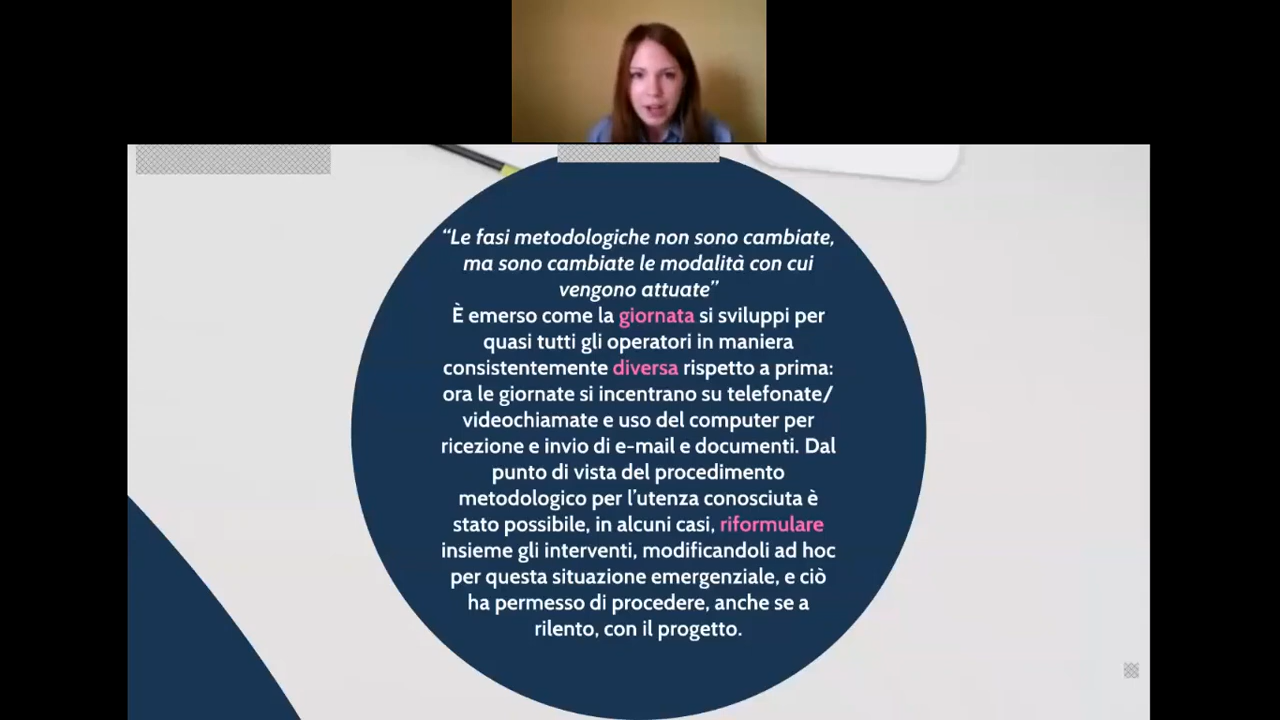 “Le fasi metodologiche non sono cambiate,
ma sono cambiate le modalità con cui
vengono attuate”
È emerso come la giornata si sviluppi per
quasi tutti gli operatori in maniera
consistentemente diversa rispetto a prima:
ora le giornate si incentrano su telefonate/
videochiamate e uso del computer per
ricezione e invio di e-mail e documenti. Dal
punto di vista del procedimento
metodologico per l’utenza conosciuta è
stato possibile, in alcuni casi, riformulare
insieme gli interventi, modificandoli ad hoc
per questa situazione emergenziale, e ciò
ha permesso di procedere, anche se a
rilento, con il progetto.